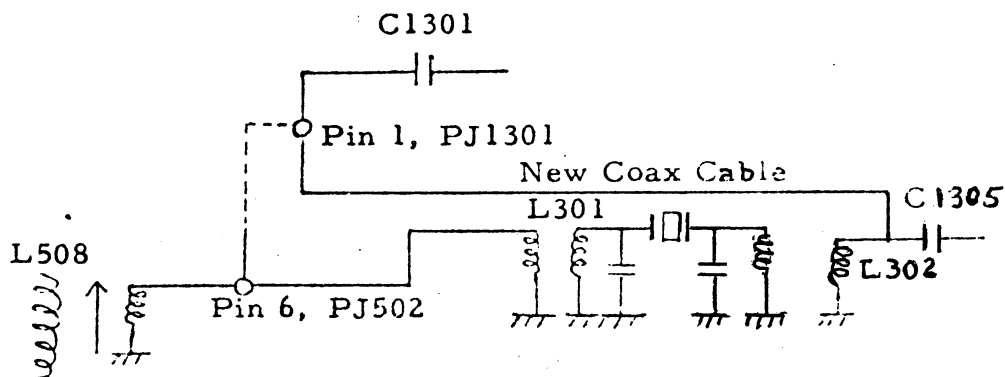 C1301
Pin 1, PJ1301
New Coax Cable
C1305
L301
L508
L302
Pin 6, PJ502